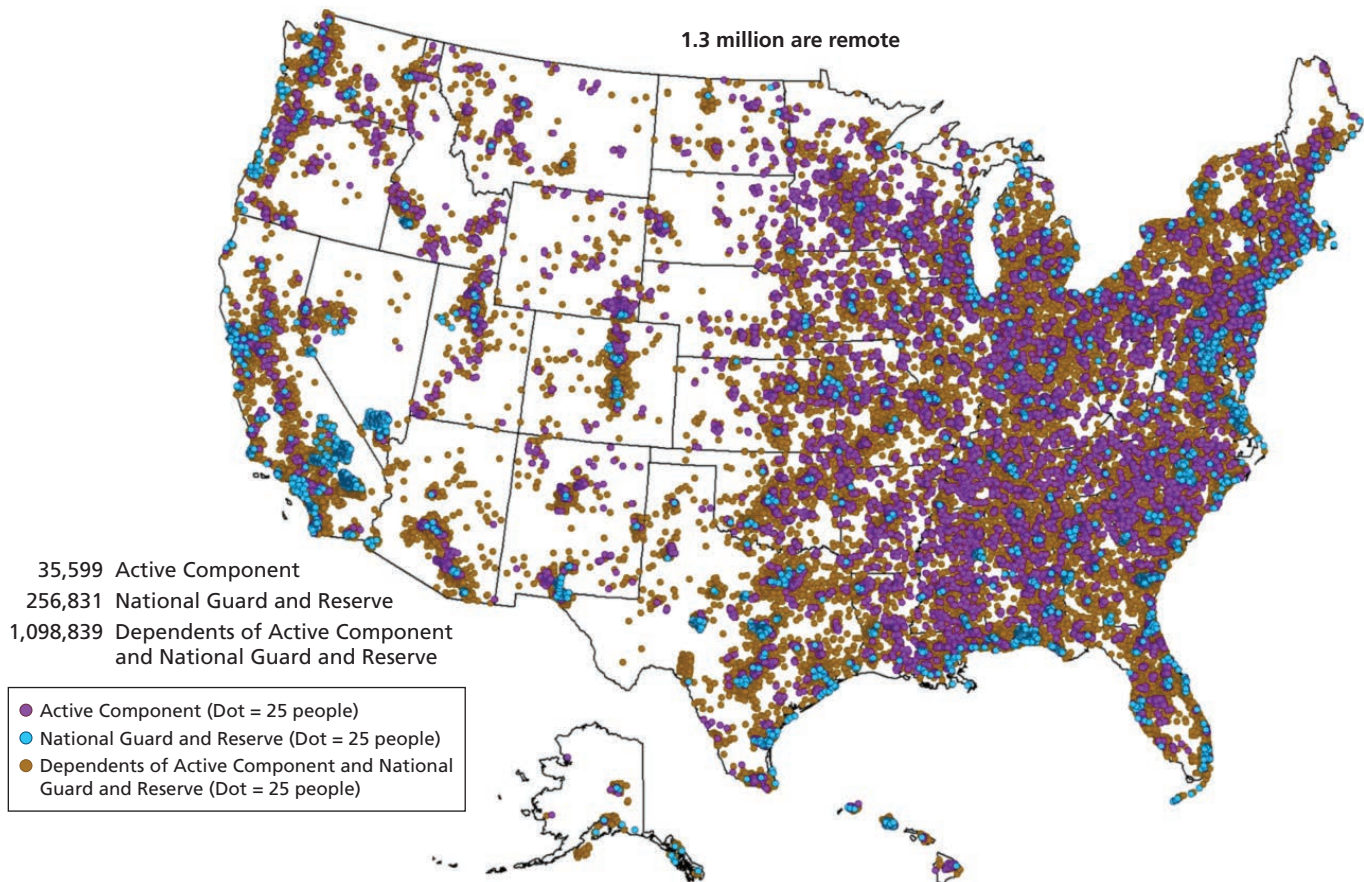 1.3 million are remote
35,599 Active Component
256,831 National Guard and Reserve
1,098,839 Dependents of Active Component
and National Guard and Reserve
Active Component (Dot = 25 people)
National Guard and Reserve (Dot = 25 people)
Dependents of Active Component and National
Guard and Reserve (Dot = 25 people)